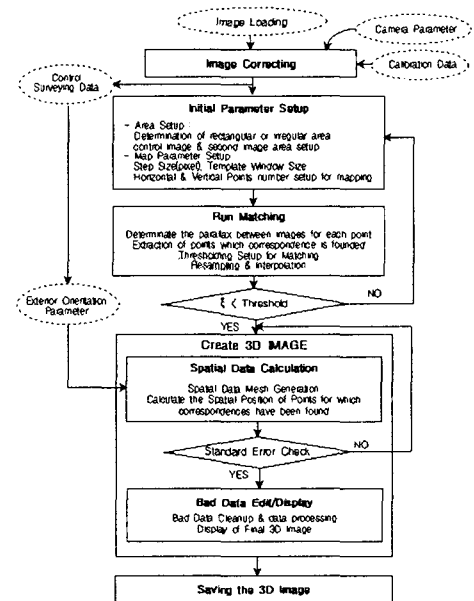 Image Loading
Camera Parameter
Image Correcting
Calibration Data
Control
Surveying Data
Initial Parameter Setup
- Area Setup :
Determination of rectangular or irregular area
control image & second image area setup
- Map Parameter Setup
Step Size(pixel), Template Window Size
Horizontal & Vertical Points number setup for mapping
Run Matching
Determinate the parallax between images for each point
Extraction of points which correspondence is founded
Thresholding Setup for Matching
Resampling & interpolation
Exterior Orientation
Parameter
ξ < Threshold
NO
YES
Create 3D IMAGE
Spatial Data Calculation
Spatial Data Mesh Generation
Calculate the Spatial Position of Points for which
correspondences have been found
Standard Error Check
NO
YES
Bad Data Edit/Display
Bad Data Cleanup & data processing
Display of Final 3D Image
Saving the 3D Image